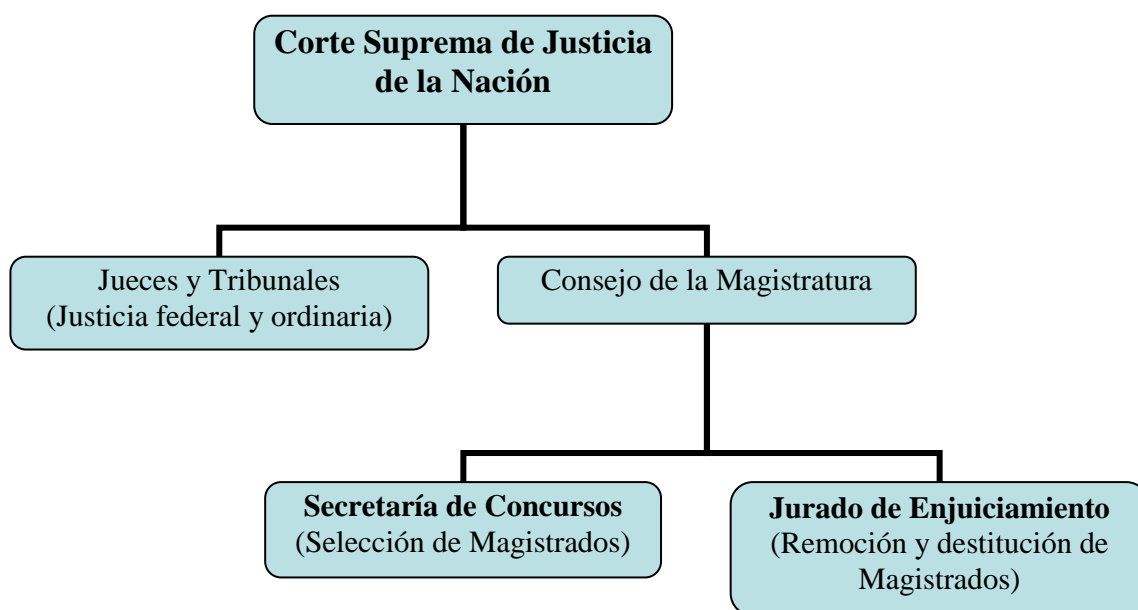 Corte Suprema de Justicia
de la Nación
Jueces y Tribunales
(Justicia federal y ordinaria)
Consejo de la Magistratura
Secretaría de Concursos
(Selección de Magistrados)
Jurado de Enjuiciamiento
(Remoción y destitución de
Magistrados)